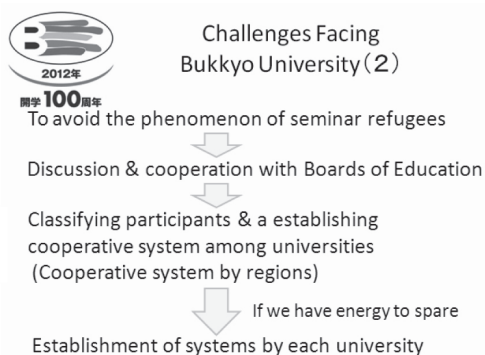 2012年
開学100周年
Challenges Facing
Bukkyo University（2）
To avoid the phenomenon of seminar refugees
Discussion & cooperation with Boards of Education
Classifying participants & a establishing
cooperative system among universities
(Cooperative system by regions)
If we have energy to spare
Establishment of systems by each university